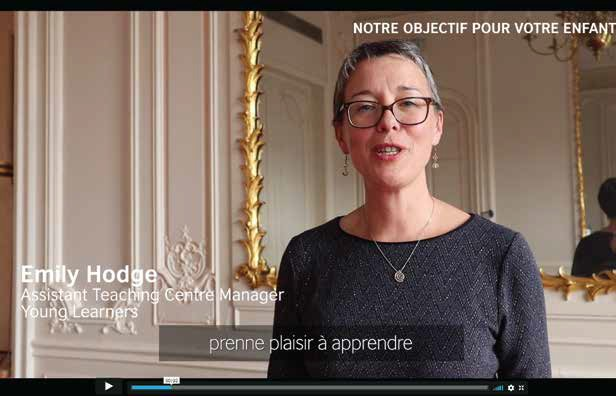 NOTRE OBJECTIF POUR VOTRE ENFANT
Emily Hodge
Assistant Teaching Centre Manager
Young Learners
prenne plaisir à apprendre